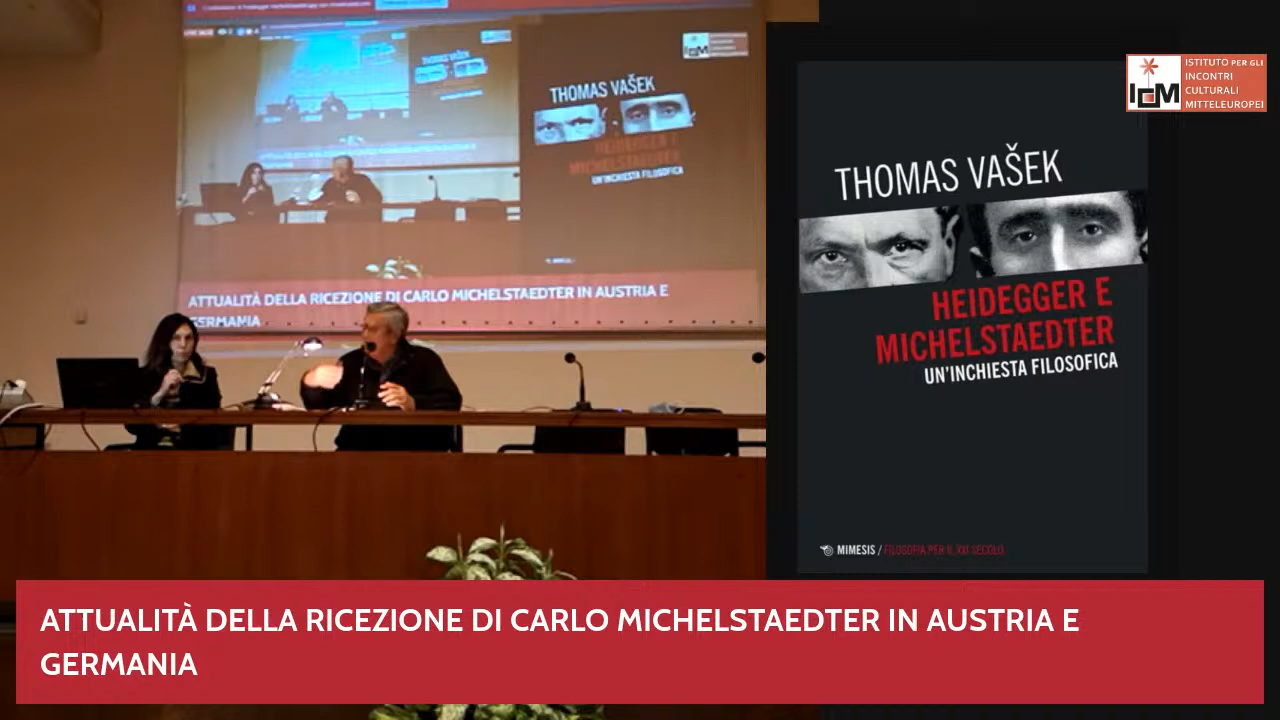 THOMAS VAŠEK
UN'INCHIESTA FILOSOFICA
ATTUALITÀ DELLA RICEZIONE DI CARLO MICHELSTAEDTER IN AUSTRIA E
GERMANIA
ISTITUTO PER GLI
INCONTRI
CULTURALI
MITTELEUROPEI
ICM
THOMAS VAŠEK
HEIDEGGER E
MICHELSTAEDTER
UN'INCHIESTA FILOSOFICA
MIMESIS / FILOSOFIA PER IL XXI SECOLO
ATTUALITÀ DELLA RICEZIONE DI CARLO MICHELSTAEDTER IN AUSTRIA E
GERMANIA